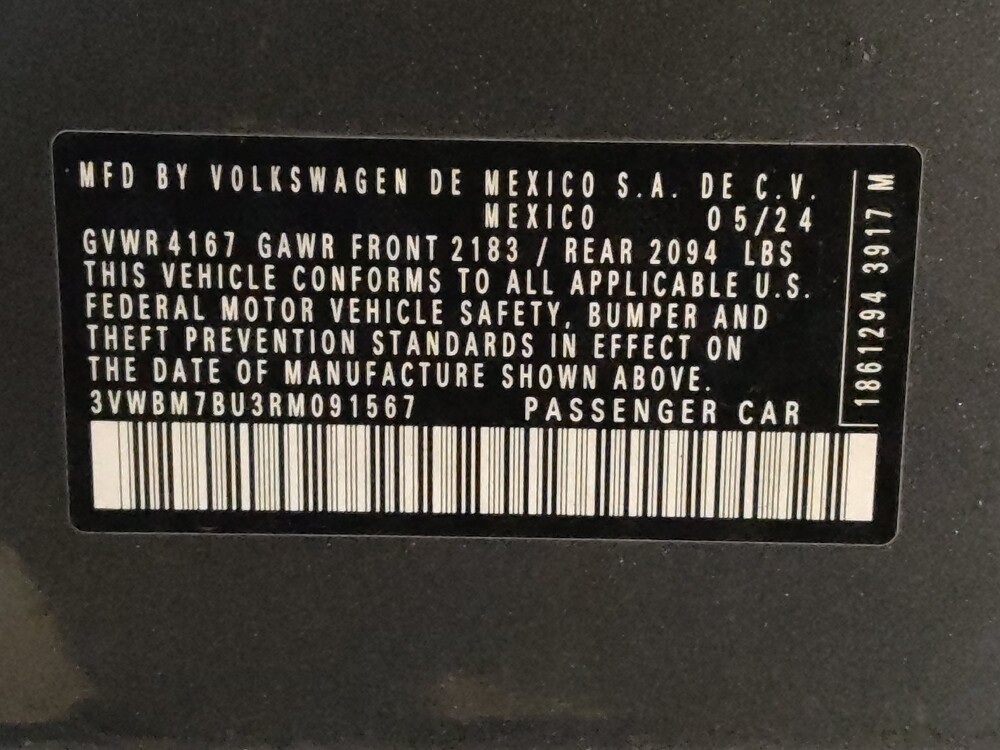 MFD BY VOLKSWAGEN DE MEXICO S.A. DE C.V.
MEXICO 05/24
GVWR 4167 GAWR FRONT 2183 / REAR 2094 LBS
THIS VEHICLE CONFORMS TO ALL APPLICABLE U.S.
FEDERAL MOTOR VEHICLE SAFETY, BUMPER AND
THEFT PREVENTION STANDARDS IN EFFECT ON
THE DATE OF MANUFACTURE SHOWN ABOVE.
3VWBM7BU3RM091567 PASSENGER CAR
1861294 3917 M